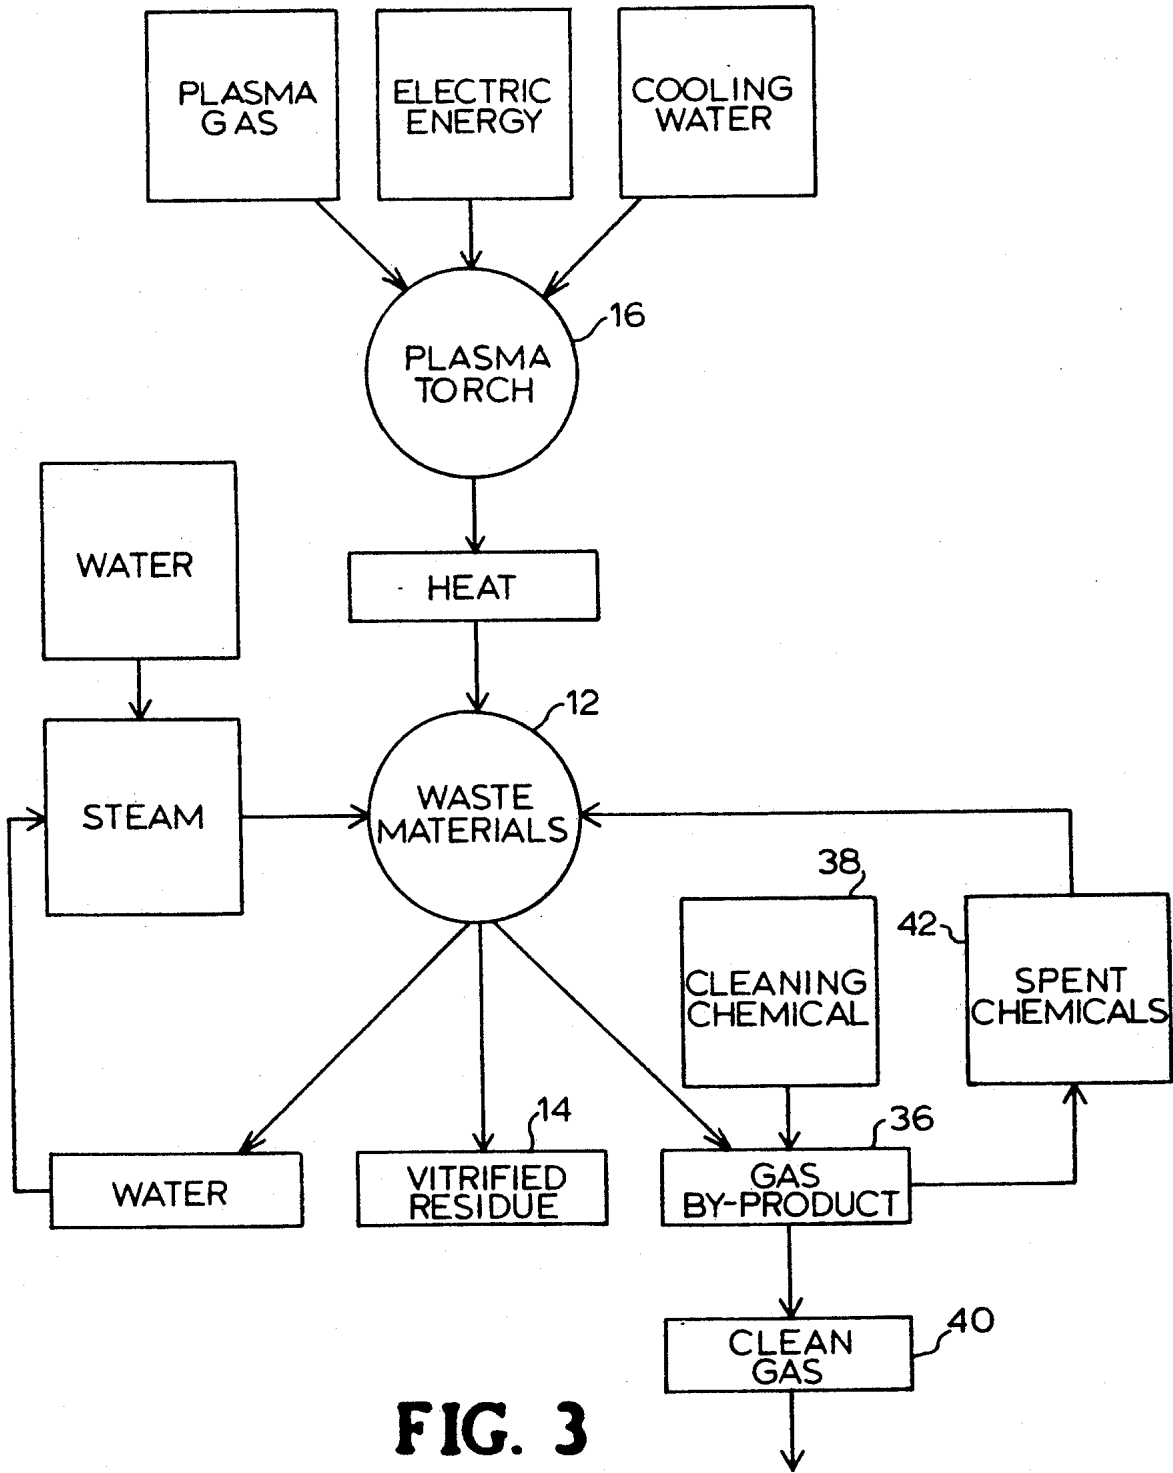 PLASMA
GAS
ELECTRIC
ENERGY
COOLING
WATER
16
PLASMA
TORCH
WATER
HEAT
12
STEAM
WASTE
MATERIALS
38
42
CLEANING
CHEMICAL
SPENT
CHEMICALS
14
36
WATER
VITRIFIED
RESIDUE
GAS
BY-PRODUCT
40
CLEAN
GAS
FIG. 3